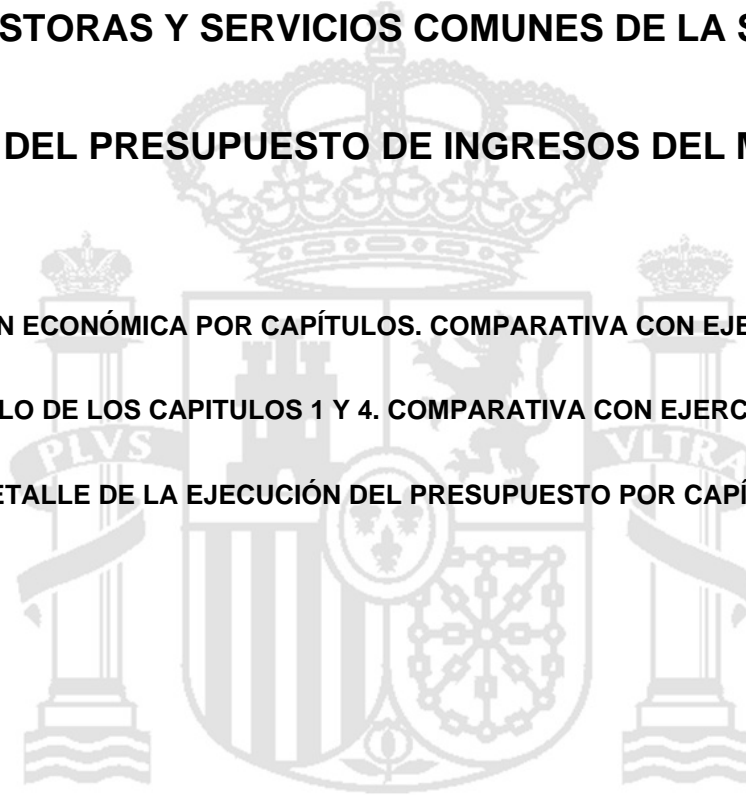 STORAS Y SERVICIOS COMUNES DE LA S
DEL PRESUPUESTO DE INGRESOS DEL M
N ECONÓMICA POR CAPÍTULOS. COMPARATIVA CON EJE
LO DE LOS CAPITULOS 1 Y 4. COMPARATIVA CON EJERC
PLVS VLTRA
ETALLE DE LA EJECUCIÓN DEL PRESUPUESTO POR CAPÍ